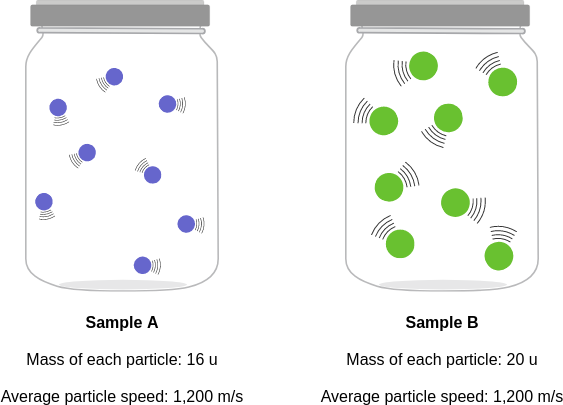 Sample A
Mass of each particle: 16 u
Average particle speed: 1,200 m/s
Sample B
Mass of each particle: 20 u
Average particle speed: 1,200 m/s